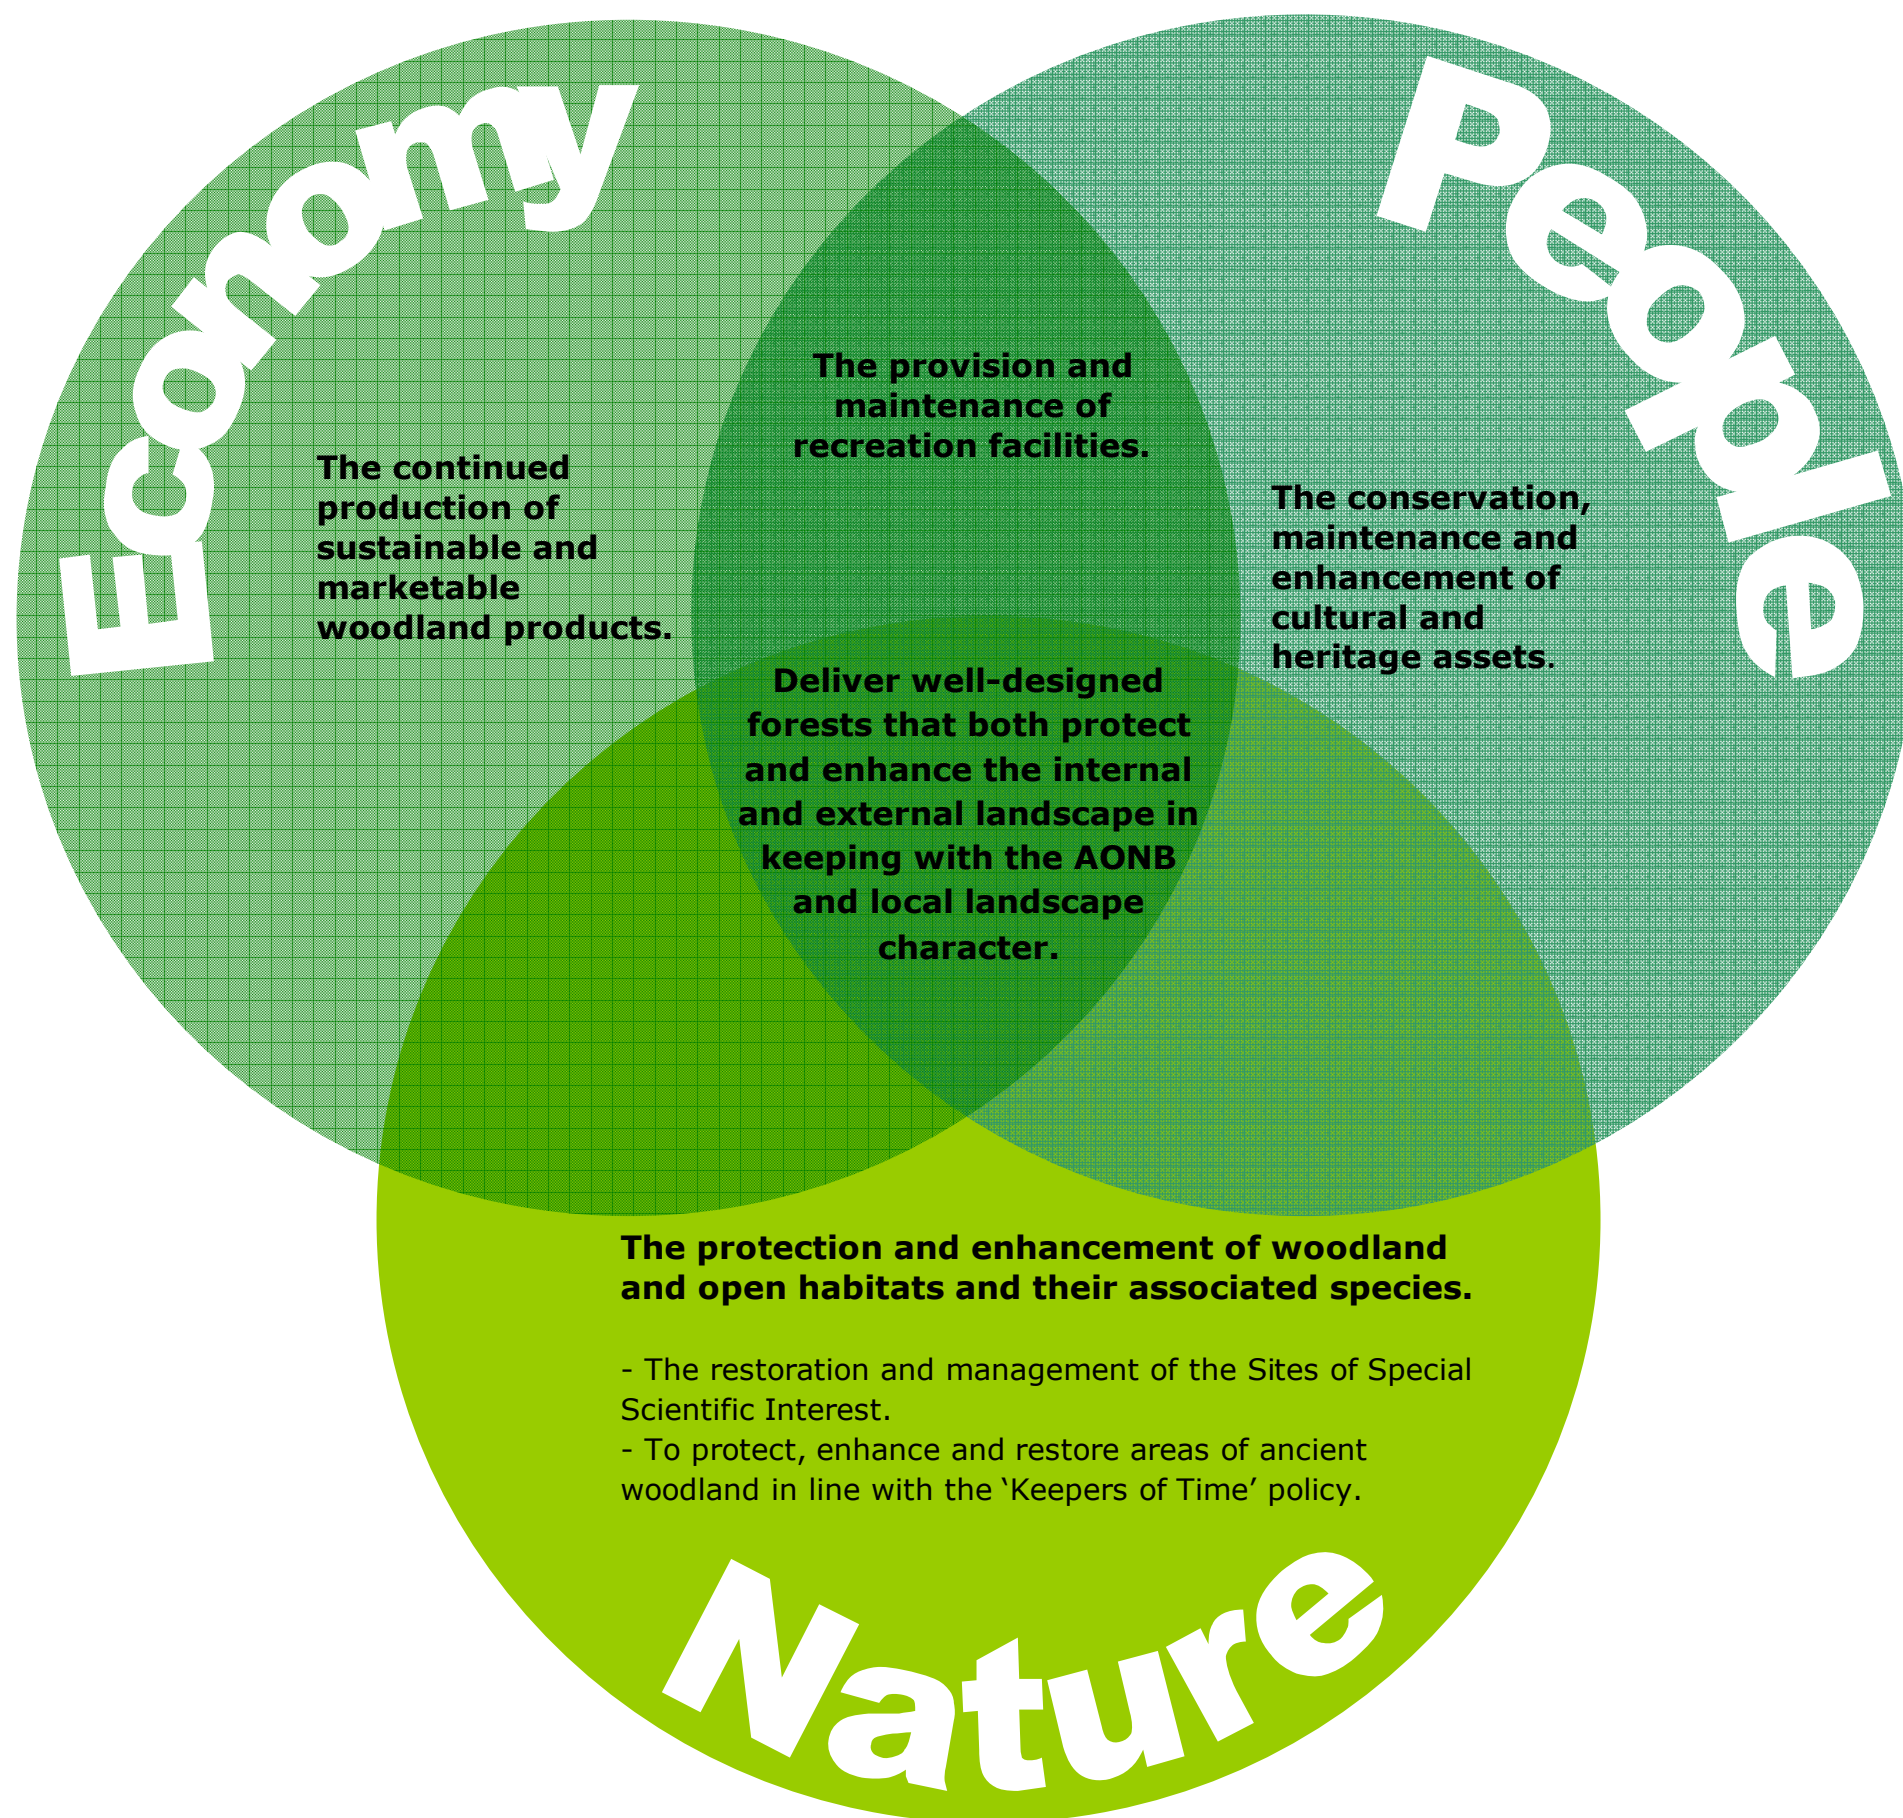 Economy
People
The provision and
maintenance of
recreation facilities.
The continued
production of
sustainable and
marketable
woodland products.
The conservation,
maintenance and
enhancement of
cultural and
heritage assets.
Deliver well-designed
forests that both protect
and enhance the internal
and external landscape in
keeping with the AONB
and local landscape
character.
The protection and enhancement of woodland
and open habitats and their associated species.
- The restoration and management of the Sites of Special
Scientific Interest.
- To protect, enhance and restore areas of ancient
woodland in line with the ‘Keepers of Time’ policy.
Nature